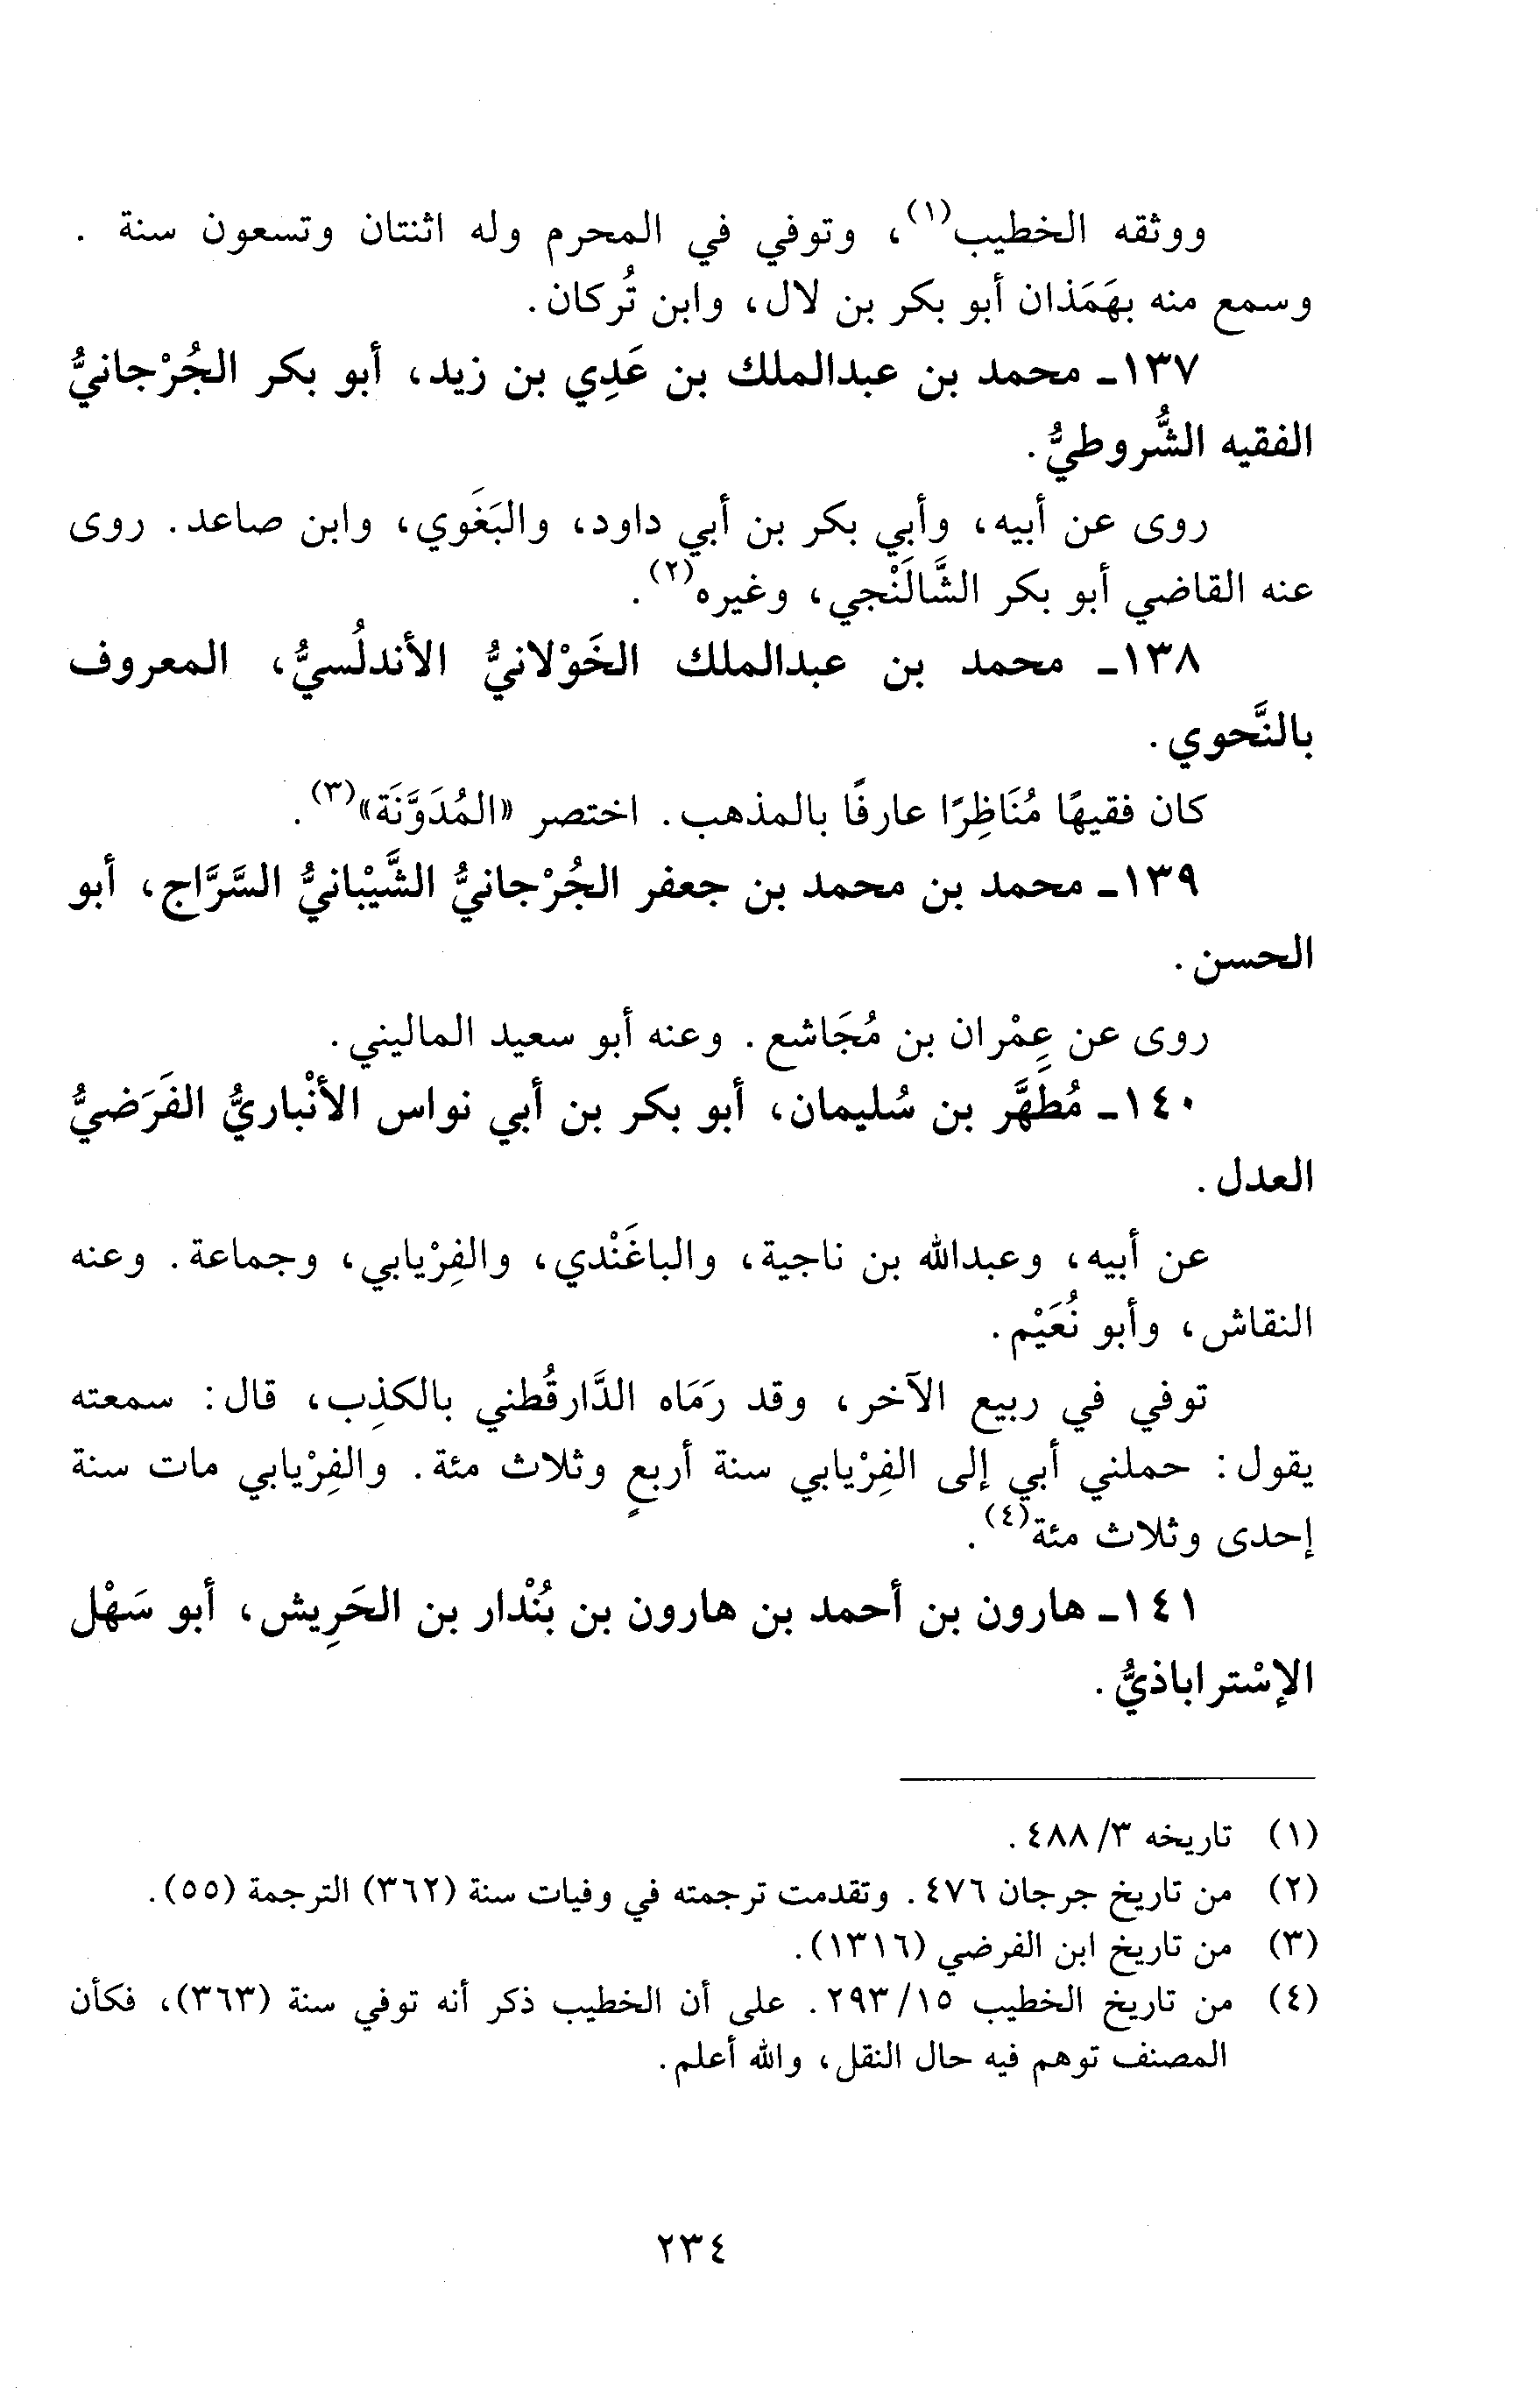 ووثقه الخطيب(١)، وتوفي في المحرم وله اثنتان وتسعون سنة .
وسمع منه بهَمَذان أبو بكر بن لال، وابن تُركان.
١٣٧- محمد بن عبدالملك بن عَدِي بن زيد، أبو بكر الجُرْجانيُّ
الفقيه الشُّروطيُّ.
روى عن أبيه، وأبي بكر بن أبي داود، والبَغَوي، وابن صاعد. روى
عنه القاضي أبو بكر الشَّالَنْجي، وغيره(٢).
١٣٨- محمد بن عبدالملك الخَوْلانيُّ الأندلُسيُّ، المعروف
بالنَّحوي.
كان فقيهًا مُنَاظِرًا عارفًا بالمذهب. اختصر «المُدَوَّنَة»(٣).
١٣٩- محمد بن محمد بن جعفر الجُرْجانيُّ الشَّيْبانيُّ السَّرَّاج، أبو
الحسن.
روى عن عِمْران بن مُجَاشع. وعنه أبو سعيد الماليني.
١٤٠- مُطَهَّر بن سُليمان، أبو بكر بن أبي نواس الأنْباريُّ الفَرَضيُّ
العدل.
عن أبيه، وعبدالله بن ناجية، والباغَنْدي، والفِرْيابي، وجماعة. وعنه
النقاش، وأبو نُعَيْم.
توفي في ربيع الآخر، وقد رَمَاه الدَّارقُطني بالكذِب، قال: سمعته
يقول: حملني أبي إلى الفِرْيابي سنة أربعٍ وثلاث مئة. والفِرْيابي مات سنة
إحدى وثلاث مئة(٤).
١٤١- هارون بن أحمد بن هارون بن بُنْدار بن الحَرِيش، أبو سَهْل
الإسْتراباذيُّ.
(١) تاريخه ٣/ ٤٨٨.
(٢) من تاريخ جرجان ٤٧٦. وتقدمت ترجمته في وفيات سنة (٣٦٢) الترجمة (٥٥).
(٣) من تاريخ ابن الفرضي (١٣١٦).
(٤) من تاريخ الخطيب ١٥/ ٢٩٣. على أن الخطيب ذكر أنه توفي سنة (٣٦٣)، فكأن
المصنف توهم فيه حال النقل، والله أعلم.
٢٣٤